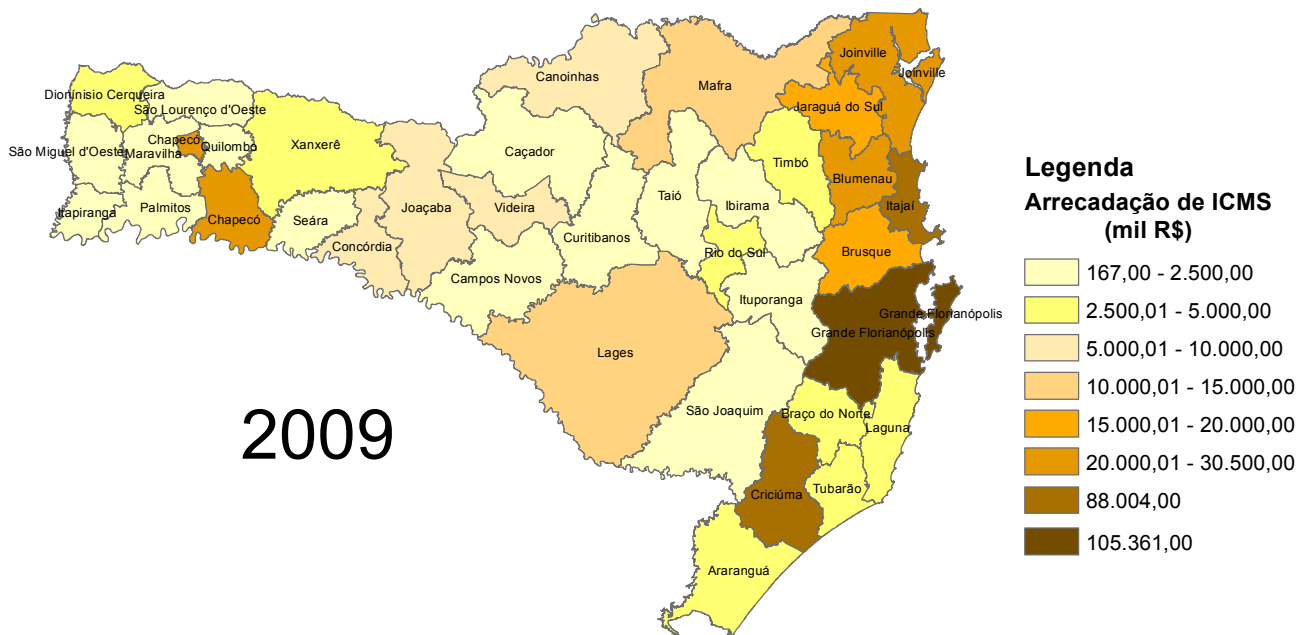 Joinville
Canoinhas
Joinville
Mafra
Dionínisio Cerqueira
São Lourenço d'Oeste
Jaraguá do Sul
Chapecó
Quilombo
Xanxerê
São Miguel d'Oeste
Maravilha
Caçador
Timbó
Blumenau
Taió
Ibirama
Itapiranga
Palmitos
Chapecó
Seára
Joaçaba
Videira
Itajaí
Curitibanos
Concórdia
Rio do Sul
Brusque
Campos Novos
Ituporanga
Grande Florianópolis
Grande Florianópolis
Lages
São Joaquim
Braço do Norte
Laguna
Criciúma
Tubarão
Araranguá
2009
Legenda
Arrecadação de ICMS
(mil R$)
167,00 - 2.500,00
2.500,01 - 5.000,00
5.000,01 - 10.000,00
10.000,01 - 15.000,00
15.000,01 - 20.000,00
20.000,01 - 30.500,00
88.004,00
105.361,00